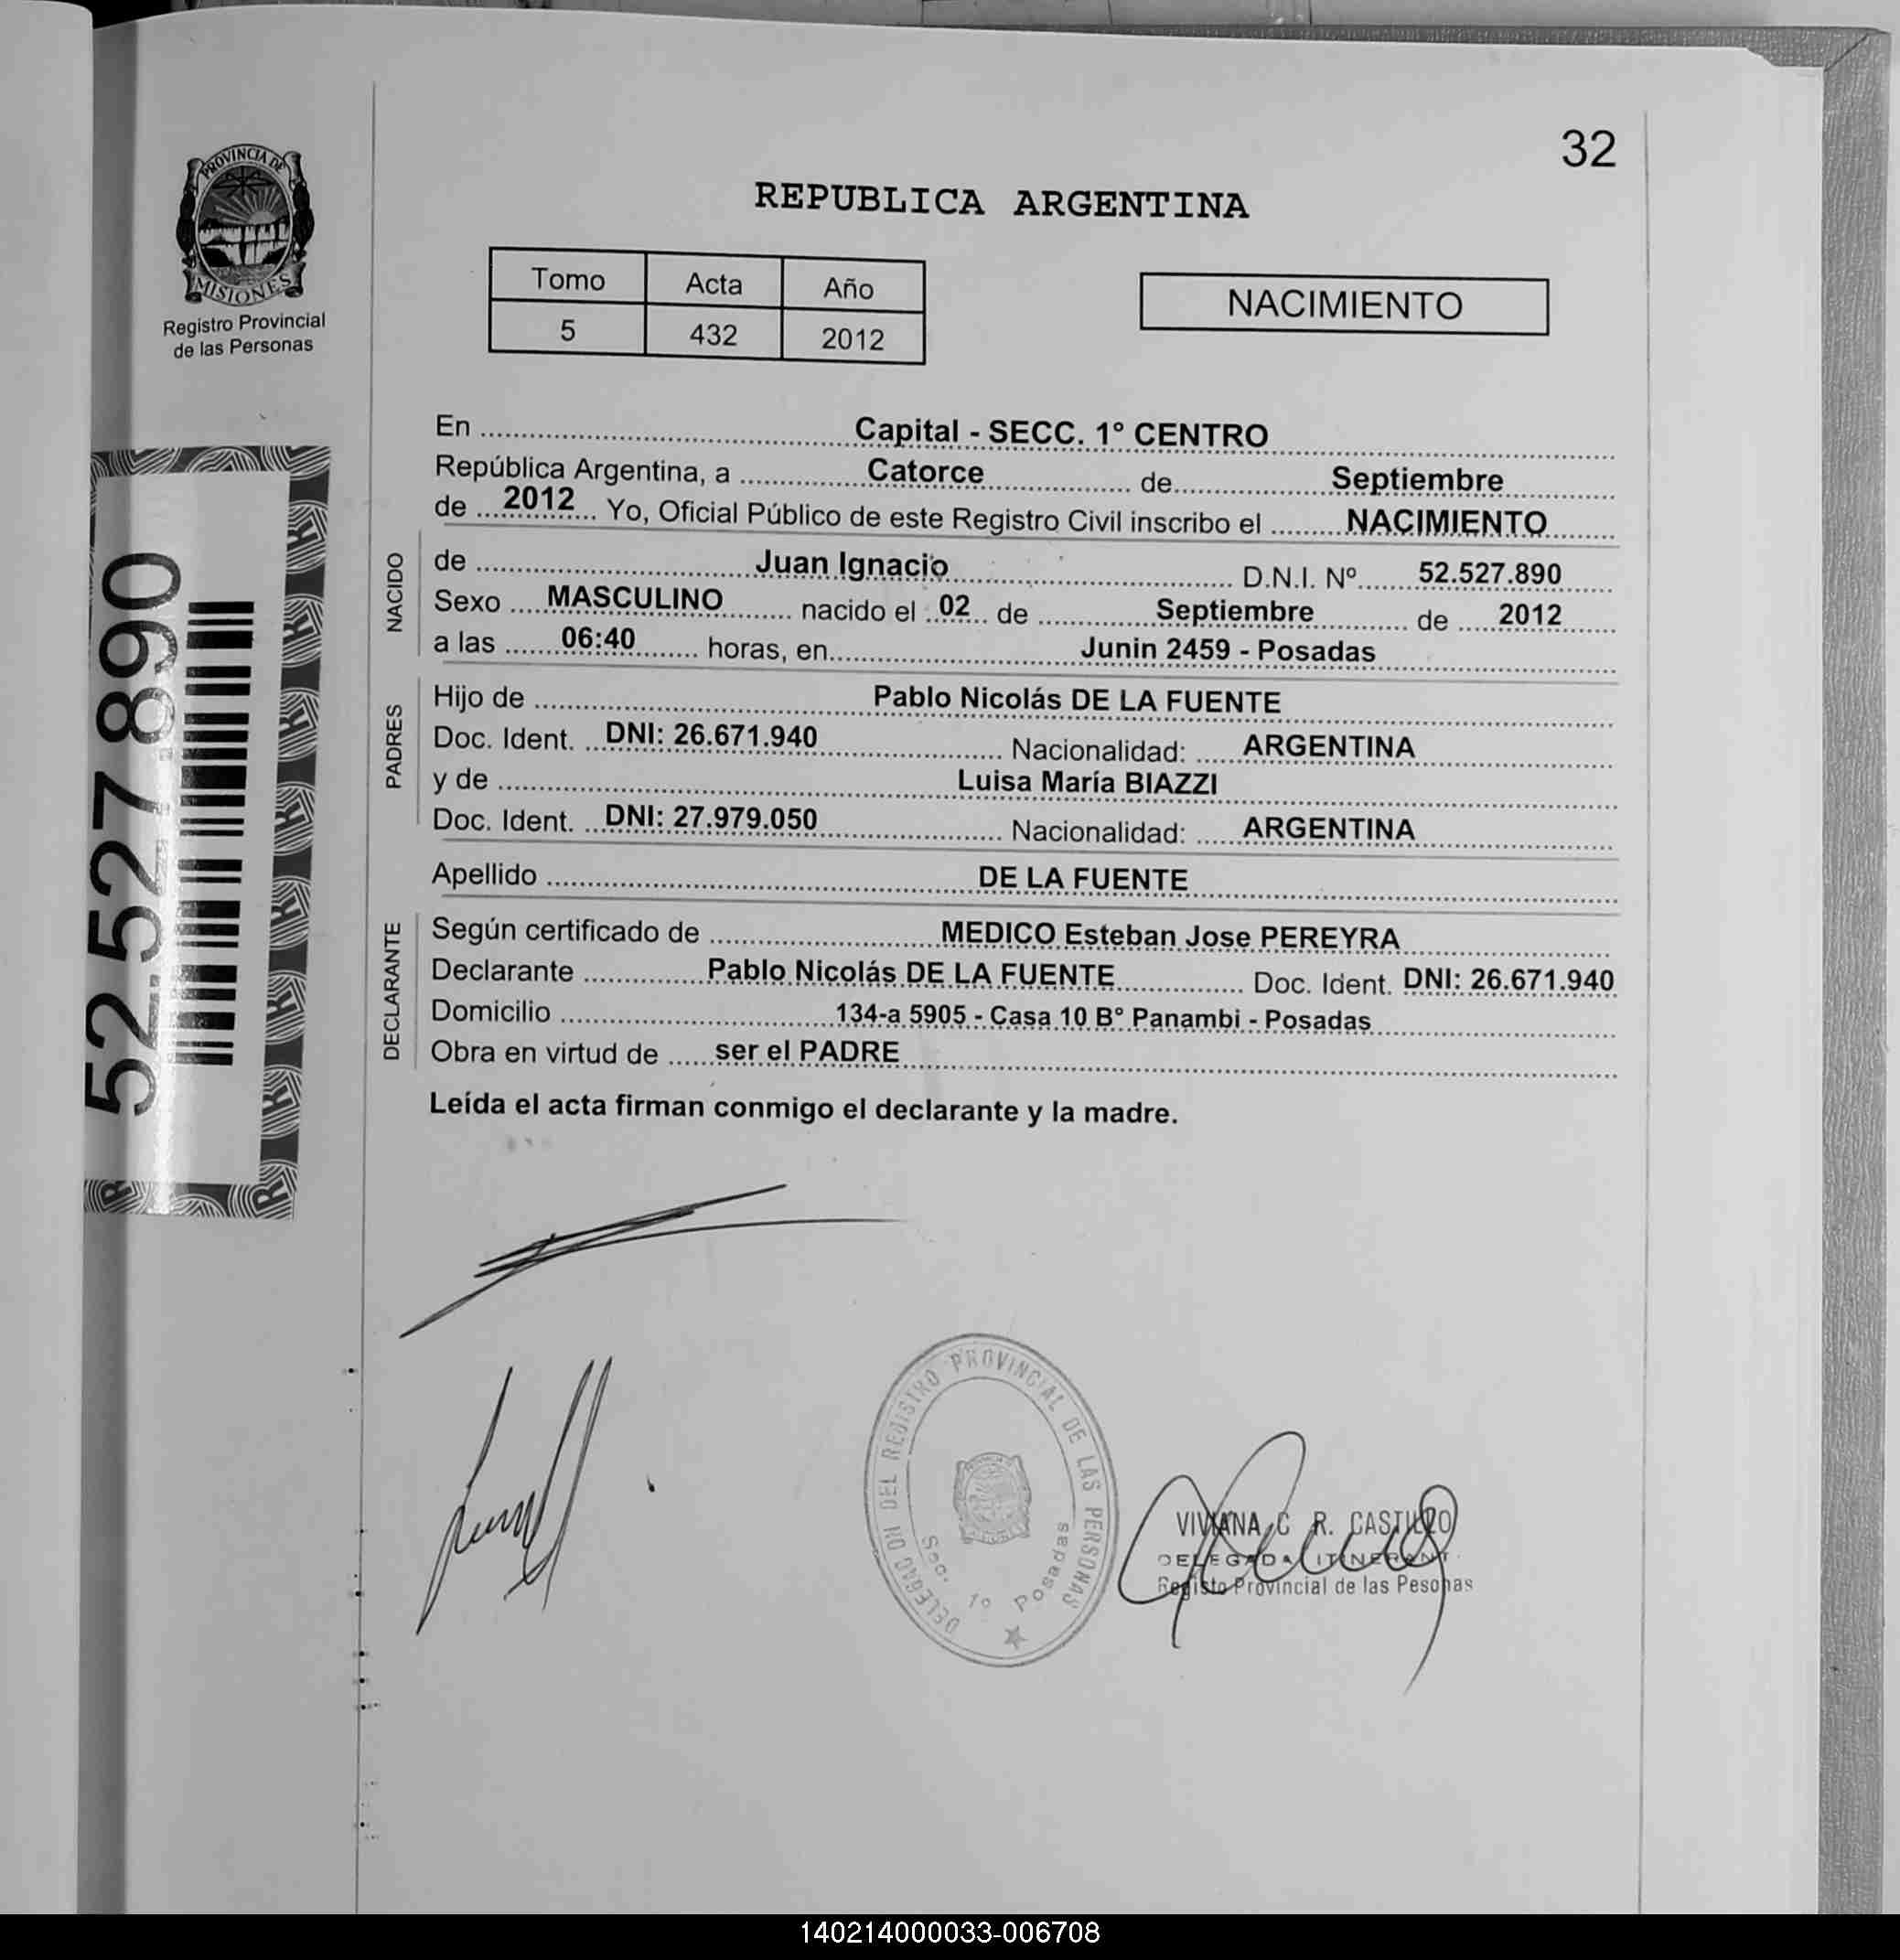 32
PROVINCIA DE
MISIONES
Registro Provincial
de las Personas
REPUBLICA ARGENTINA
Tomo Acta Año
5 432 2012
NACIMIENTO
52.527.890
En Capital - SECC. 1° CENTRO
República Argentina, a Catorce de Septiembre
de 2012 Yo, Oficial Público de este Registro Civil inscribo el NACIMIENTO
NACIDO
de Juan Ignacio D.N.I. Nº 52.527.890
Sexo MASCULINO nacido el 02 de Septiembre de 2012
a las 06:40 horas, en Junin 2459 - Posadas
PADRES
Hijo de Pablo Nicolás DE LA FUENTE
Doc. Ident. DNI: 26.671.940 Nacionalidad: ARGENTINA
y de Luisa María BIAZZI
Doc. Ident. DNI: 27.979.050 Nacionalidad: ARGENTINA
Apellido DE LA FUENTE
DECLARANTE
Según certificado de MEDICO Esteban Jose PEREYRA
Declarante Pablo Nicolás DE LA FUENTE Doc. Ident. DNI: 26.671.940
Domicilio 134-a 5905 - Casa 10 B° Panambi - Posadas
Obra en virtud de ser el PADRE
Leída el acta firman conmigo el declarante y la madre.
DEL REGISTRO PROVINCIAL DE LAS PERSONAS
Sec. 1º Posadas
VIVIANA C R. CASTILLO
DELEGADA ITINERANT.
Registo Provincial de las Pesonas
140214000033-006708